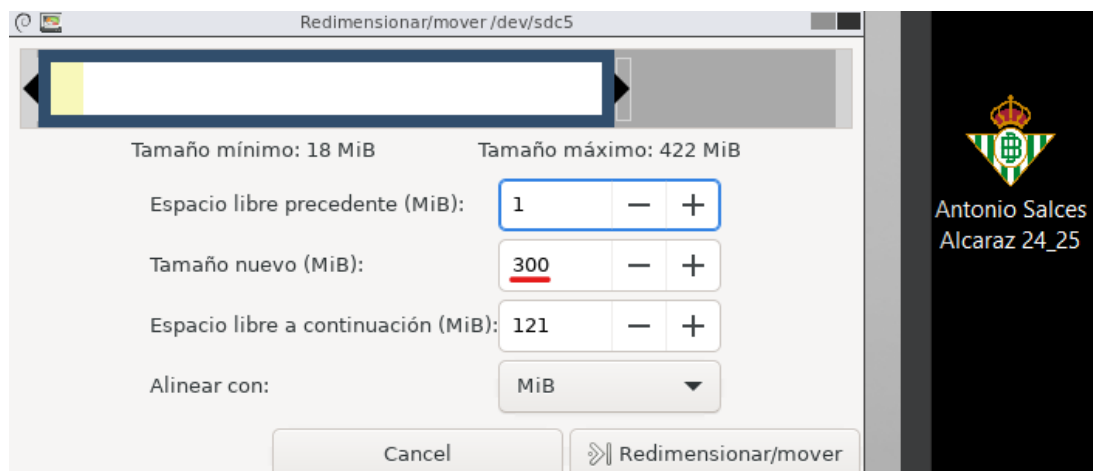 Redimensionar/mover /dev/sdc5
Tamaño mínimo: 18 MiB Tamaño máximo: 422 MiB
Espacio libre precedente (MiB): 1
Tamaño nuevo (MiB): 300
Espacio libre a continuación (MiB): 121
Alinear con: MiB
Cancel Redimensionar/mover
Antonio Salces
Alcaraz 24_25